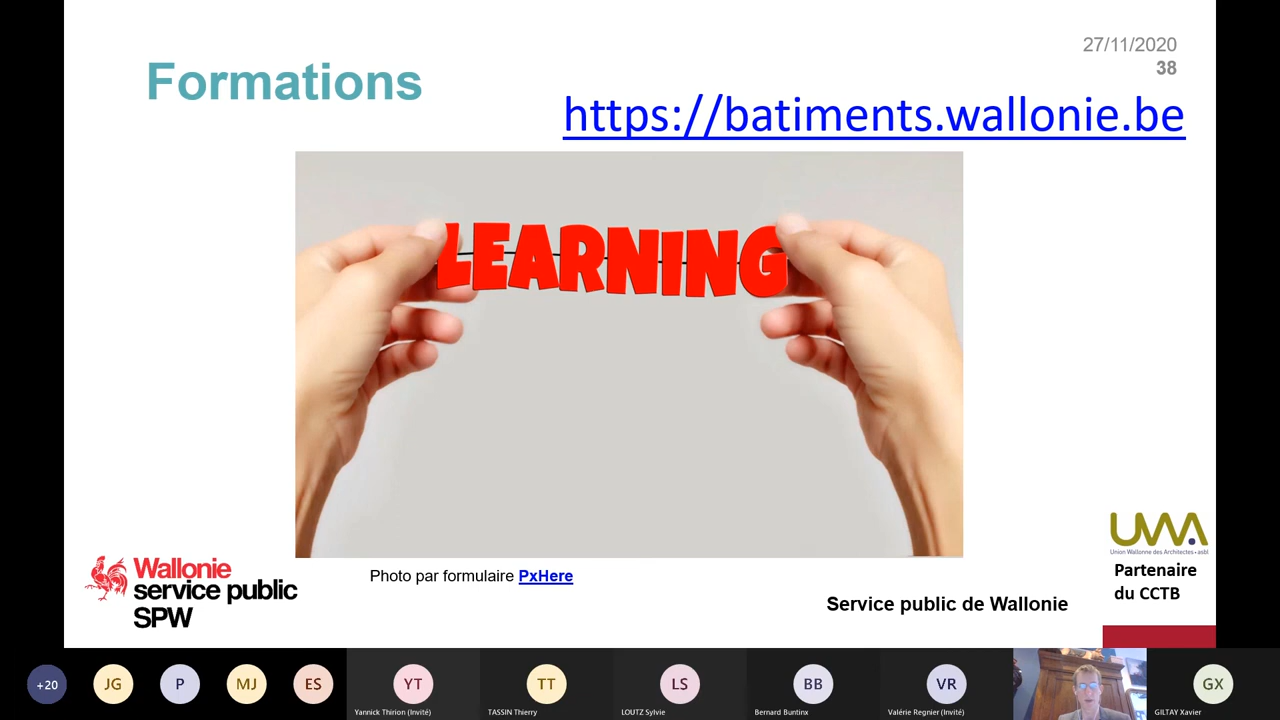 27/11/2020
38
Formations
https://batiments.wallonie.be
LEARNING
Photo par formulaire PxHere
Wallonie
service public
SPW
Service public de Wallonie
UWA
Union Wallonne des Architectes • asbl
Partenaire
du CCTB
+20
JG
P
MJ
ES
YT
TT
LS
BB
VR
GX
Yannick Thirion (Invité)
TASSIN Thierry
LOUTZ Sylvie
Bernard Buntinx
Valérie Regnier (Invité)
GILTAY Xavier